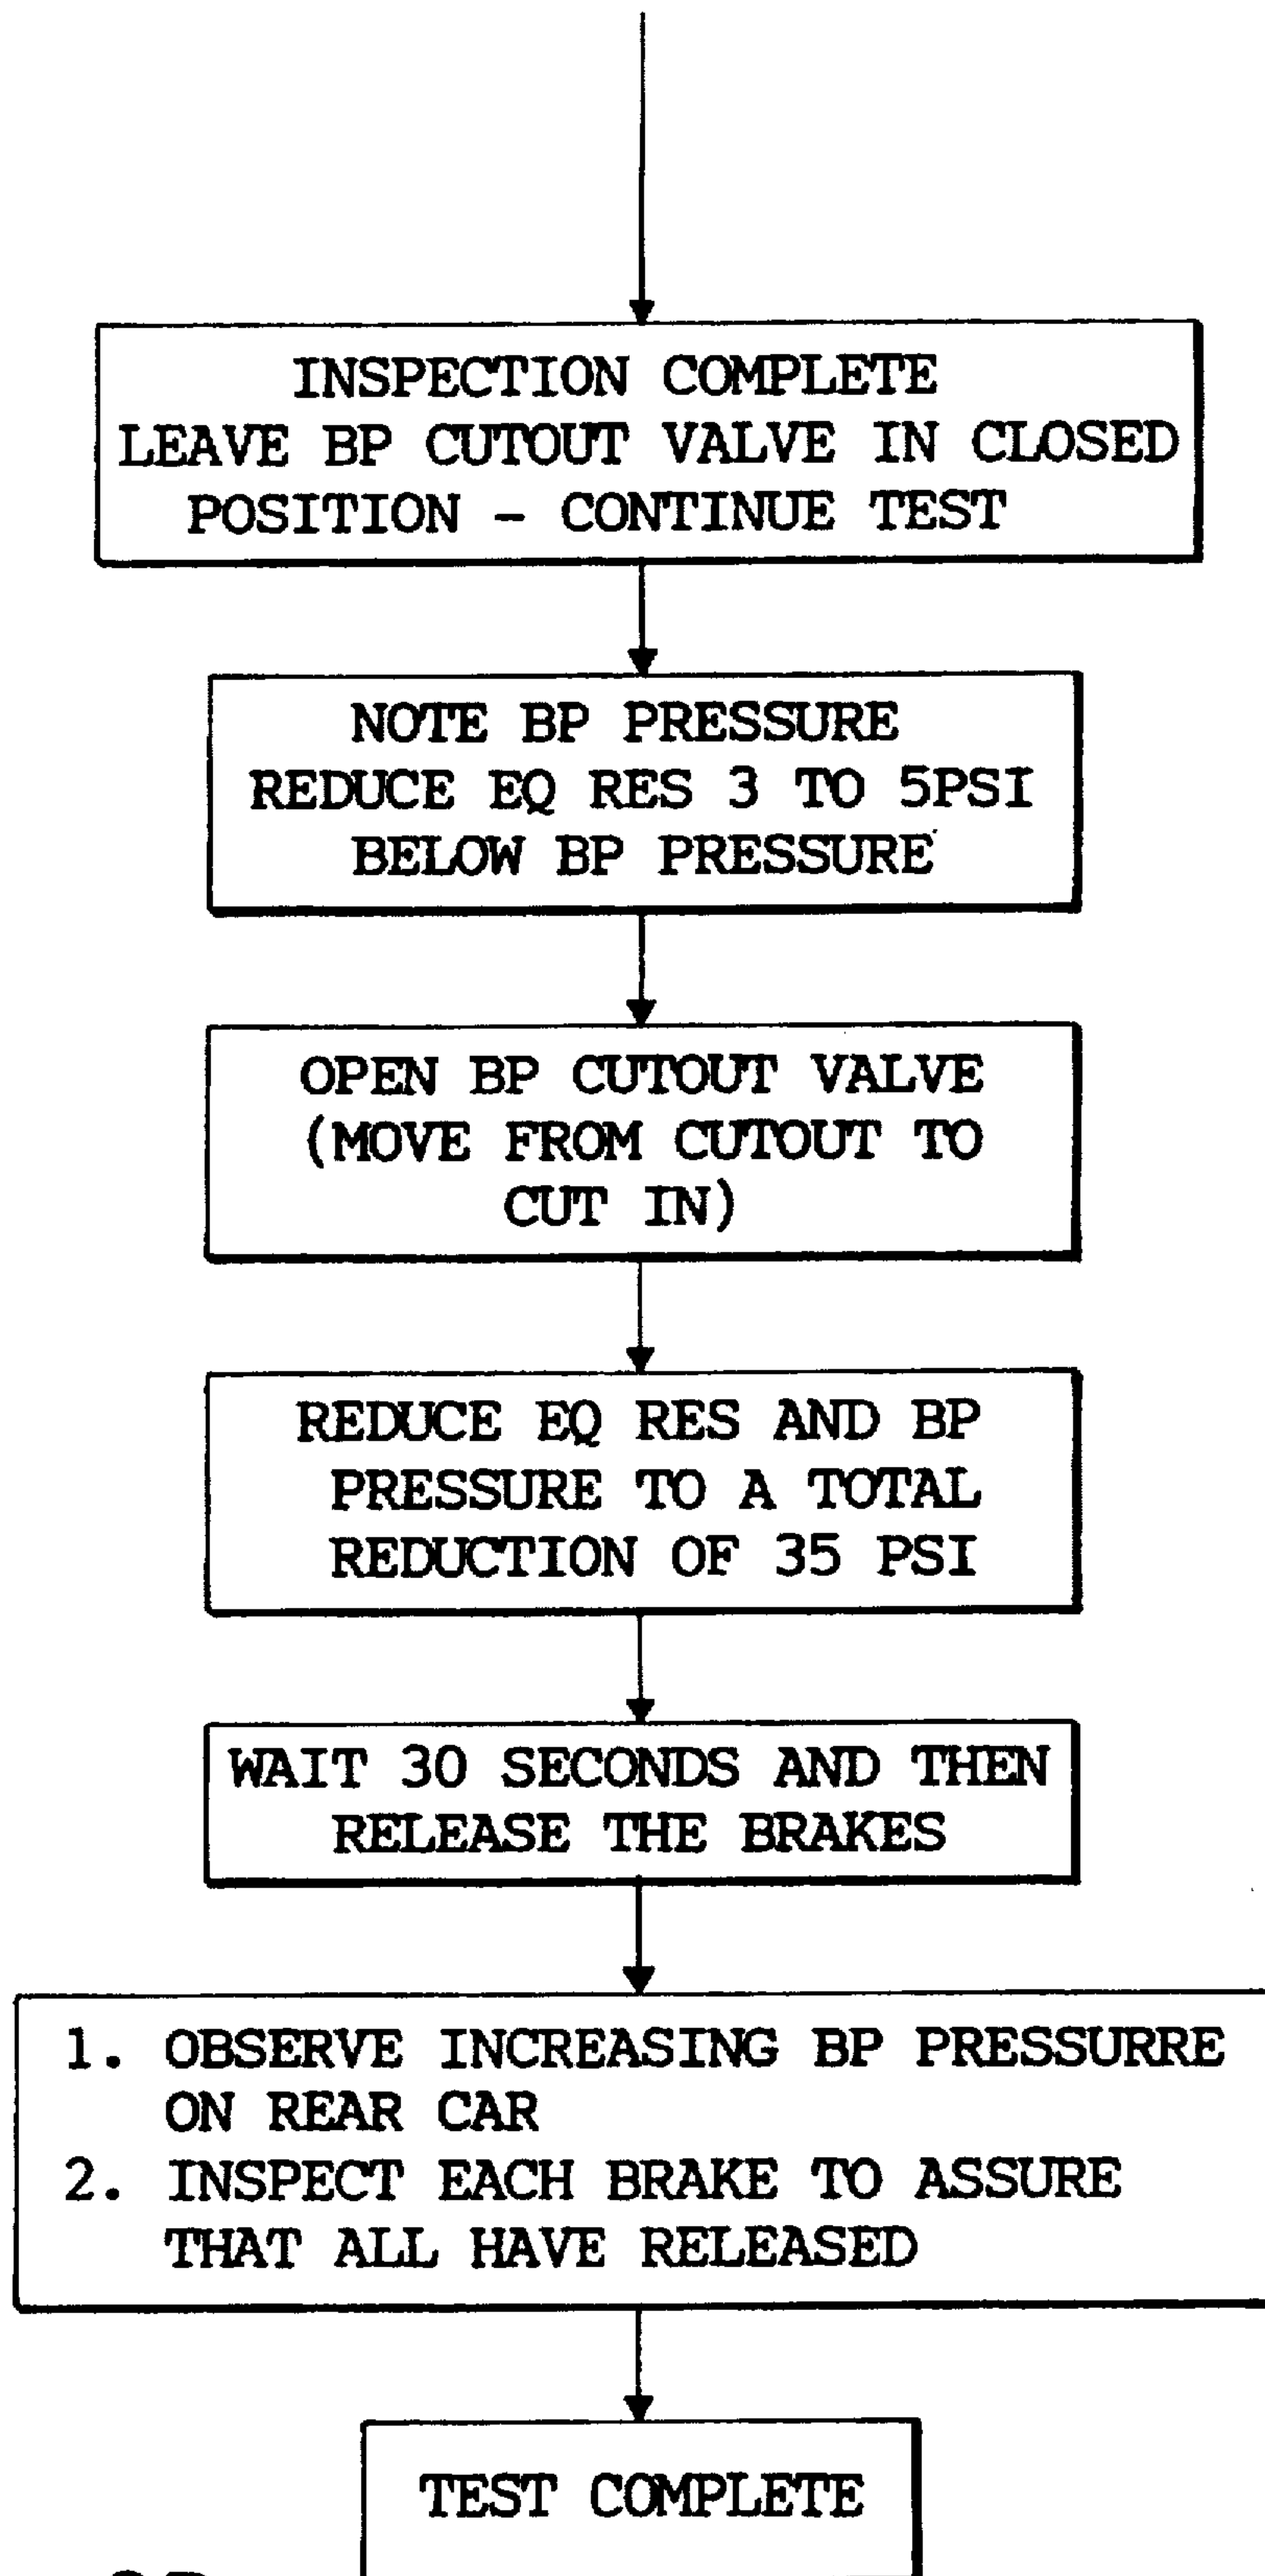 INSPECTION COMPLETE
LEAVE BP CUTOUT VALVE IN CLOSED
POSITION - CONTINUE TEST
NOTE BP PRESSURE
REDUCE EQ RES 3 TO 5PSI
BELOW BP PRESSURE
OPEN BP CUTOUT VALVE
(MOVE FROM CUTOUT TO
CUT IN)
REDUCE EQ RES AND BP
PRESSURE TO A TOTAL
REDUCTION OF 35 PSI
WAIT 30 SECONDS AND THEN
RELEASE THE BRAKES
1. OBSERVE INCREASING BP PRESSURRE
ON REAR CAR
2. INSPECT EACH BRAKE TO ASSURE
THAT ALL HAVE RELEASED
TEST COMPLETE